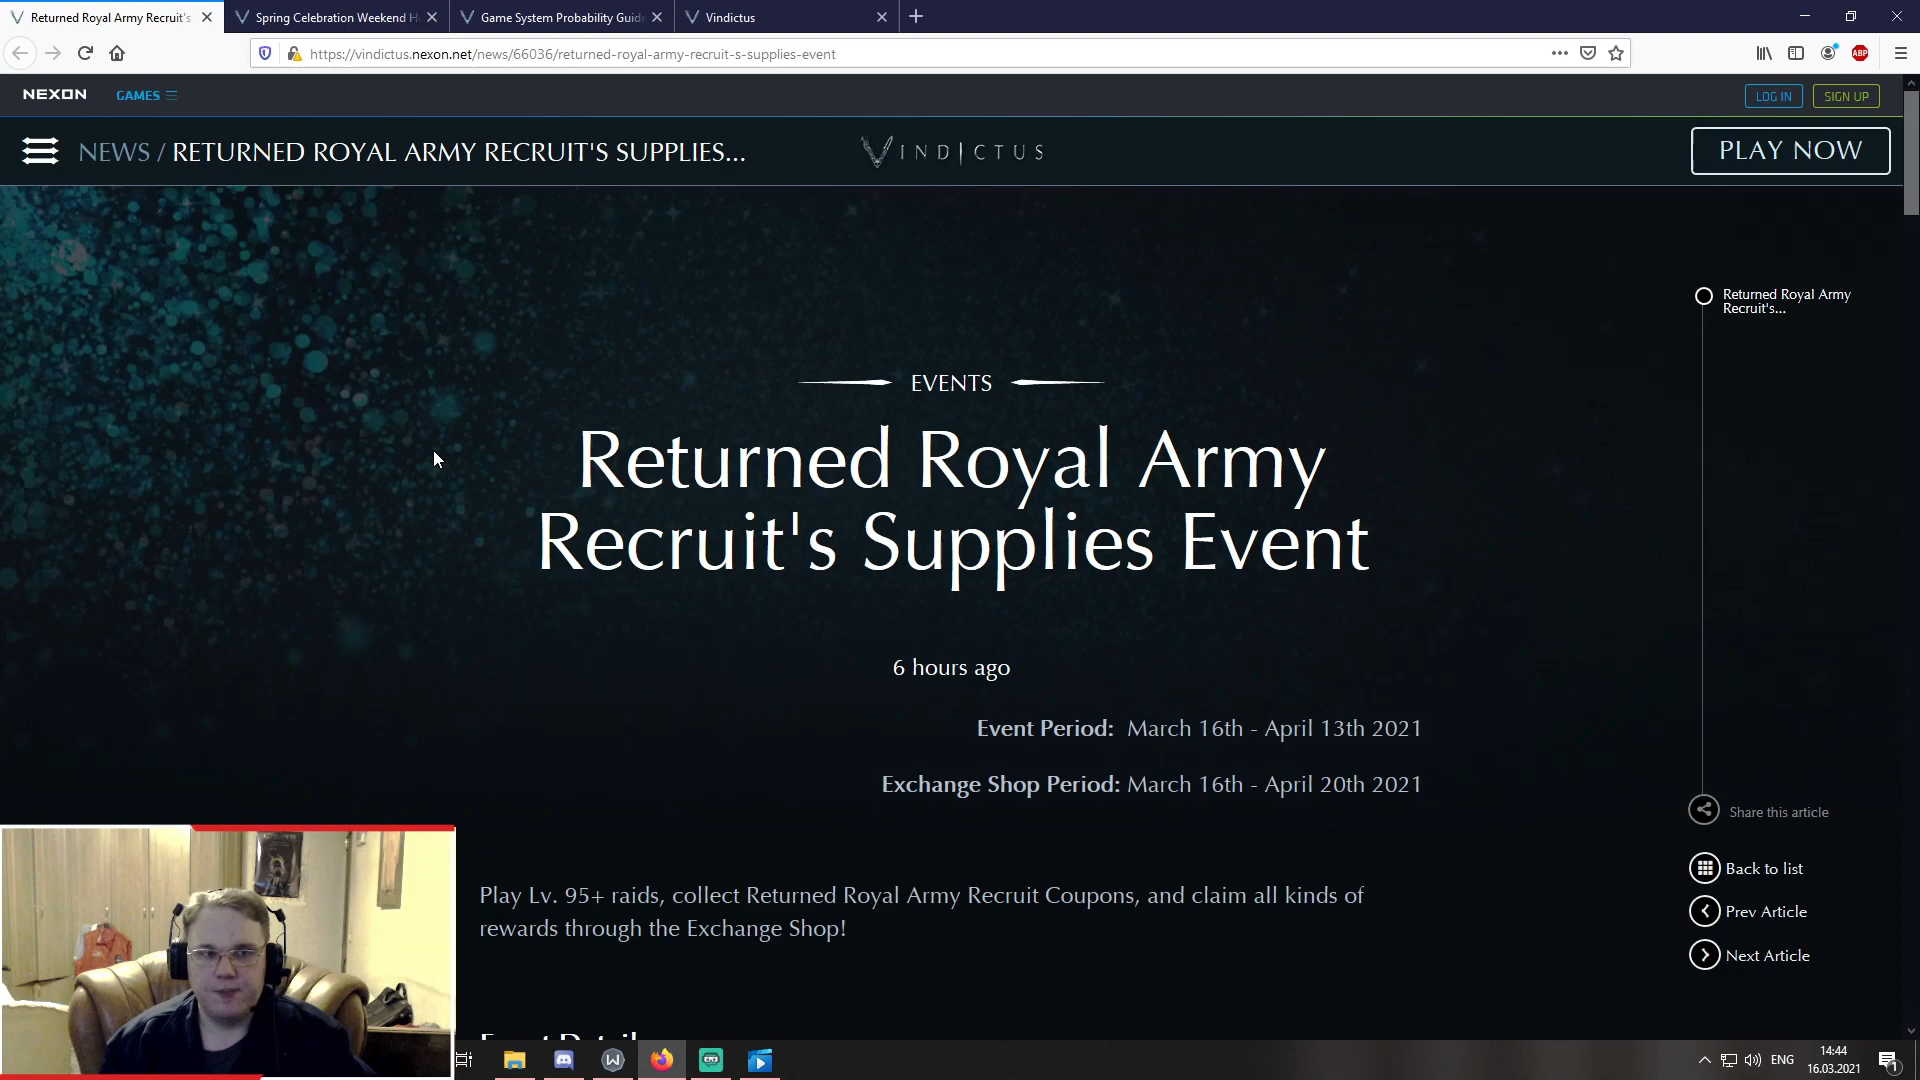 Returned Royal Army Recruit's
Spring Celebration Weekend H
Game System Probability Guide
Vindictus
https://vindictus.nexon.net/news/66036/returned-royal-army-recruit-s-supplies-event
ABP
NEXON
GAMES
LOG IN
SIGN UP
NEWS / RETURNED ROYAL ARMY RECRUIT'S SUPPLIES...
VINDICTUS
PLAY NOW
Returned Royal Army
Recruit's...
EVENTS
Returned Royal Army
Recruit's Supplies Event
6 hours ago
Event Period: March 16th - April 13th 2021
Exchange Shop Period: March 16th - April 20th 2021
Share this article
Play Lv. 95+ raids, collect Returned Royal Army Recruit Coupons, and claim all kinds of
rewards through the Exchange Shop!
Back to list
Prev Article
Next Article
ENG
14:44
16.03.2021
1